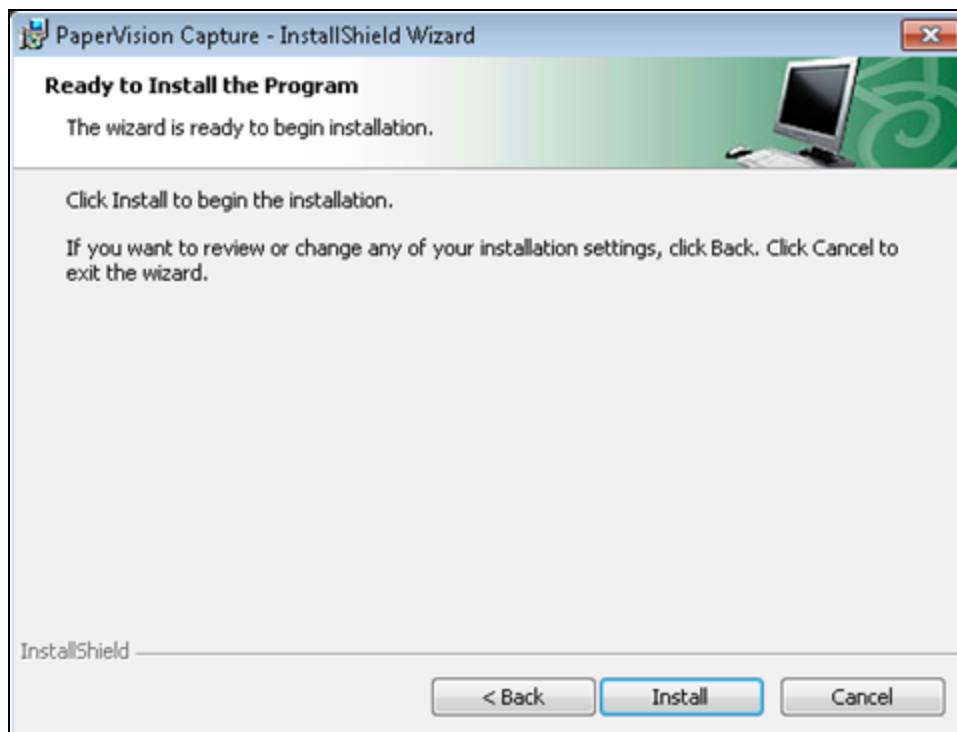 PaperVision Capture - InstallShield Wizard
Ready to Install the Program
The wizard is ready to begin installation.
Click Install to begin the installation.
If you want to review or change any of your installation settings, click Back. Click Cancel to
exit the wizard.
InstallShield
< Back Install Cancel